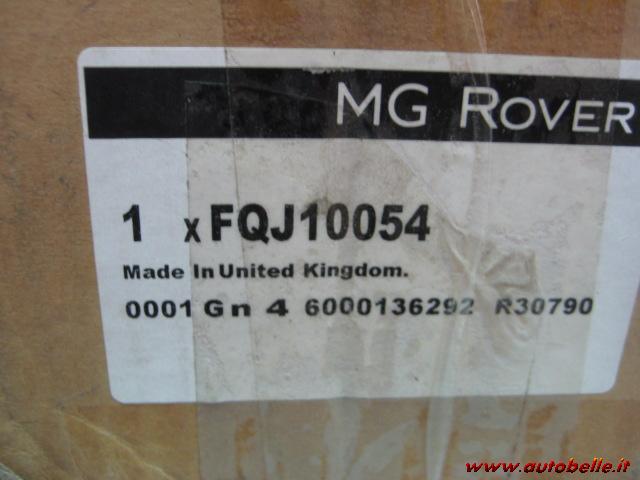 MG ROVER
1 x FQJ10054
Made In United Kingdom.
0001 Gn 4 6000136292 R30790
www.autobelle.it